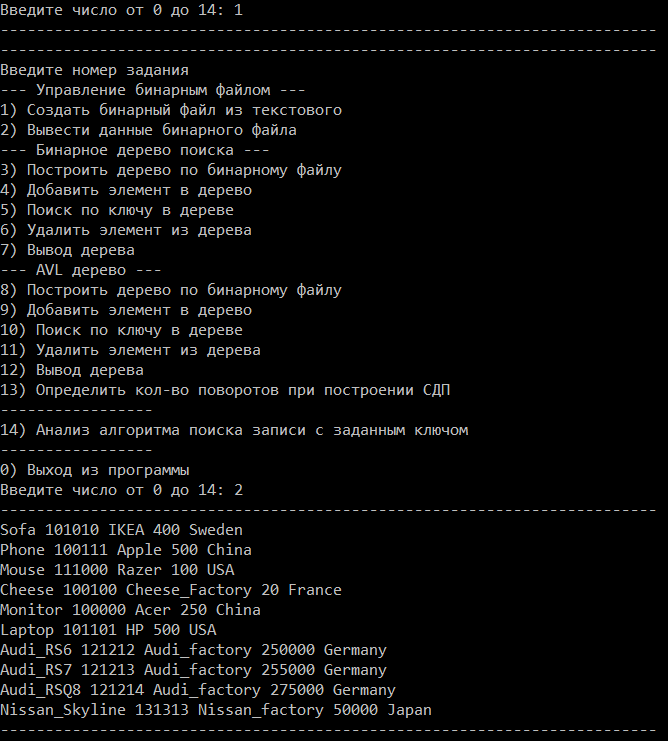 Введите число от 0 до 14: 1
-------------------------------------------------------------------------
-------------------------------------------------------------------------
Введите номер задания
--- Управление бинарным файлом ---
1) Создать бинарный файл из текстового
2) Вывести данные бинарного файла
--- Бинарное дерево поиска ---
3) Построить дерево по бинарному файлу
4) Добавить элемент в дерево
5) Поиск по ключу в дереве
6) Удалить элемент из дерева
7) Вывод дерева
--- AVL дерево ---
8) Построить дерево по бинарному файлу
9) Добавить элемент в дерево
10) Поиск по ключу в дереве
11) Удалить элемент из дерева
12) Вывод дерева
13) Определить кол-во поворотов при построении СДП
-----------------
14) Анализ алгоритма поиска записи с заданным ключом
-----------------
0) Выход из программы
Введите число от 0 до 14: 2
-------------------------------------------------------------------------
Sofa 101010 IKEA 400 Sweden
Phone 100111 Apple 500 China
Mouse 111000 Razer 100 USA
Cheese 100100 Cheese_Factory 20 France
Monitor 100000 Acer 250 China
Laptop 101101 HP 500 USA
Audi_RS6 121212 Audi_factory 250000 Germany
Audi_RS7 121213 Audi_factory 255000 Germany
Audi_RSQ8 121214 Audi_factory 275000 Germany
Nissan_Skyline 131313 Nissan_factory 50000 Japan
-------------------------------------------------------------------------